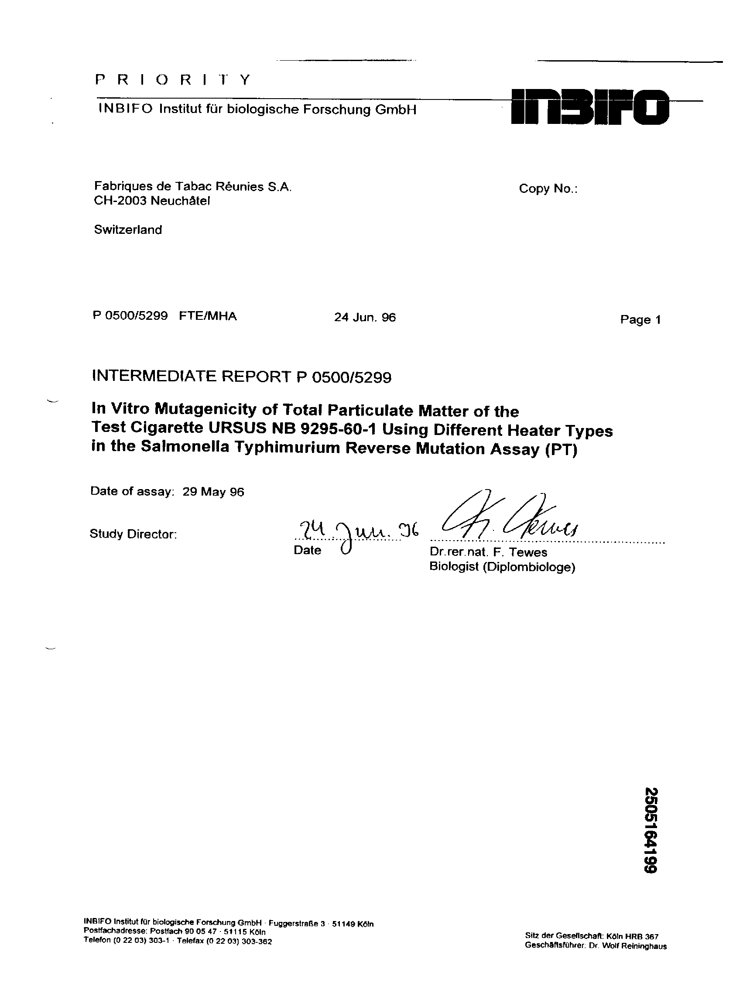 P R I O R I T Y
INBIFO Institut für biologische Forschung GmbH
INBIFO
Fabriques de Tabac Réunies S.A.
CH-2003 Neuchâtel
Copy No.:
Switzerland
P 0500/5299 FTE/MHA 24 Jun. 96 Page 1
INTERMEDIATE REPORT P 0500/5299
In Vitro Mutagenicity of Total Particulate Matter of the
Test Cigarette URSUS NB 9295-60-1 Using Different Heater Types
in the Salmonella Typhimurium Reverse Mutation Assay (PT)
Date of assay: 29 May 96
Study Director: 24. Jun. 96 F. Tewes
Date
Dr.rer.nat. F. Tewes
Biologist (Diplombiologe)
2505164199
INBIFO Institut für biologische Forschung GmbH · Fuggerstraße 3 · 51149 Köln
Postfachadresse: Postfach 90 05 47 · 51115 Köln
Telefon (0 22 03) 303-1 · Telefax (0 22 03) 303-362
Sitz der Gesellschaft: Köln HRB 367
Geschäftsführer: Dr. Wolf Reininghaus